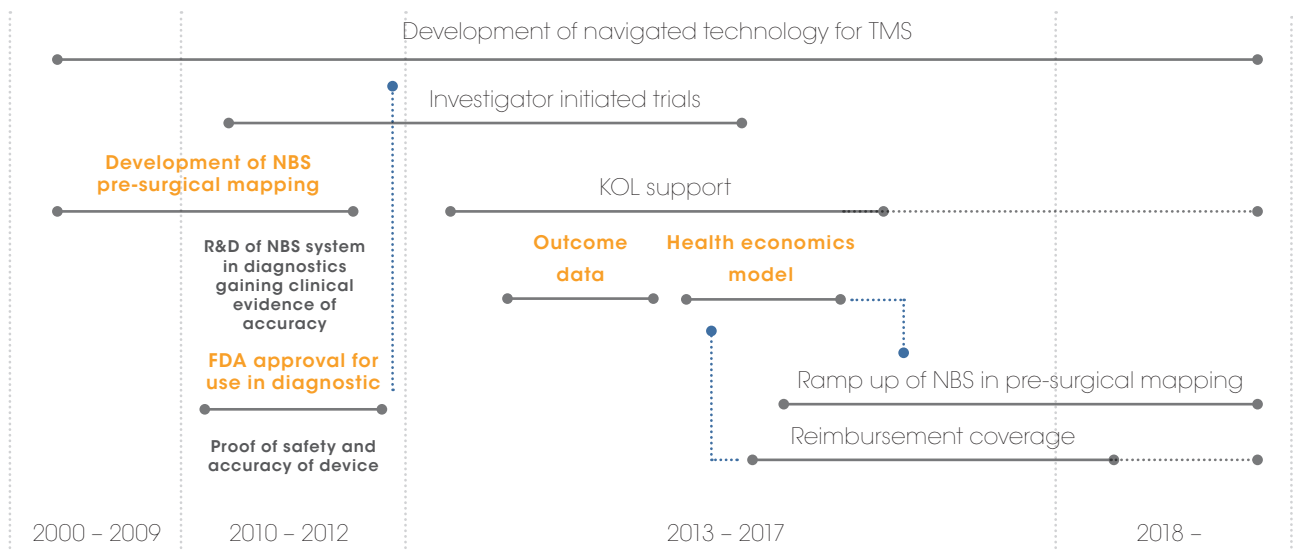 Development of navigated technology for TMS
Investigator initiated trials
Development of NBS
pre-surgical mapping
KOL support
R&D of NBS system
in diagnostics
gaining clinical
evidence of
accuracy
Outcome
data
Health economics
model
FDA approval for
use in diagnostic
Ramp up of NBS in pre-surgical mapping
Proof of safety and
accuracy of device
Reimbursement coverage
2000 – 2009
2010 – 2012
2013 – 2017
2018 –